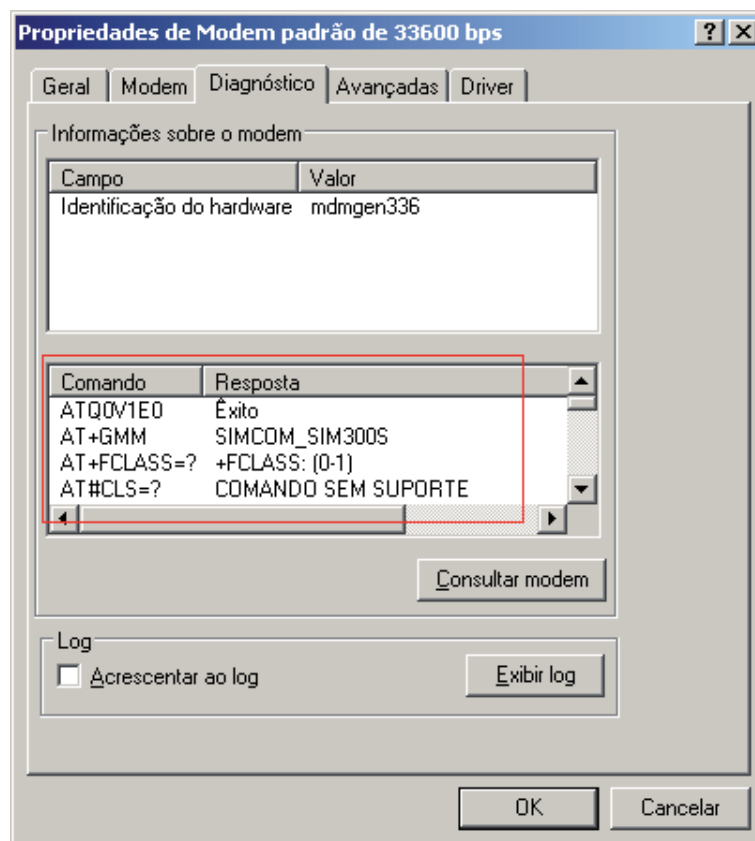 Propriedades de Modem padrão de 33600 bps
Geral Modem Diagnóstico Avançadas Driver
Informações sobre o modem
Campo Valor
Identificação do hardware mdmgen336
Comando Resposta
ATQ0V1E0 Êxito
AT+GMM SIMCOM_SIM300S
AT+FCLASS=? +FCLASS: (0-1)
AT#CLS=? COMANDO SEM SUPORTE
Consultar modem
Log
Acrescentar ao log Exibir log
OK Cancelar